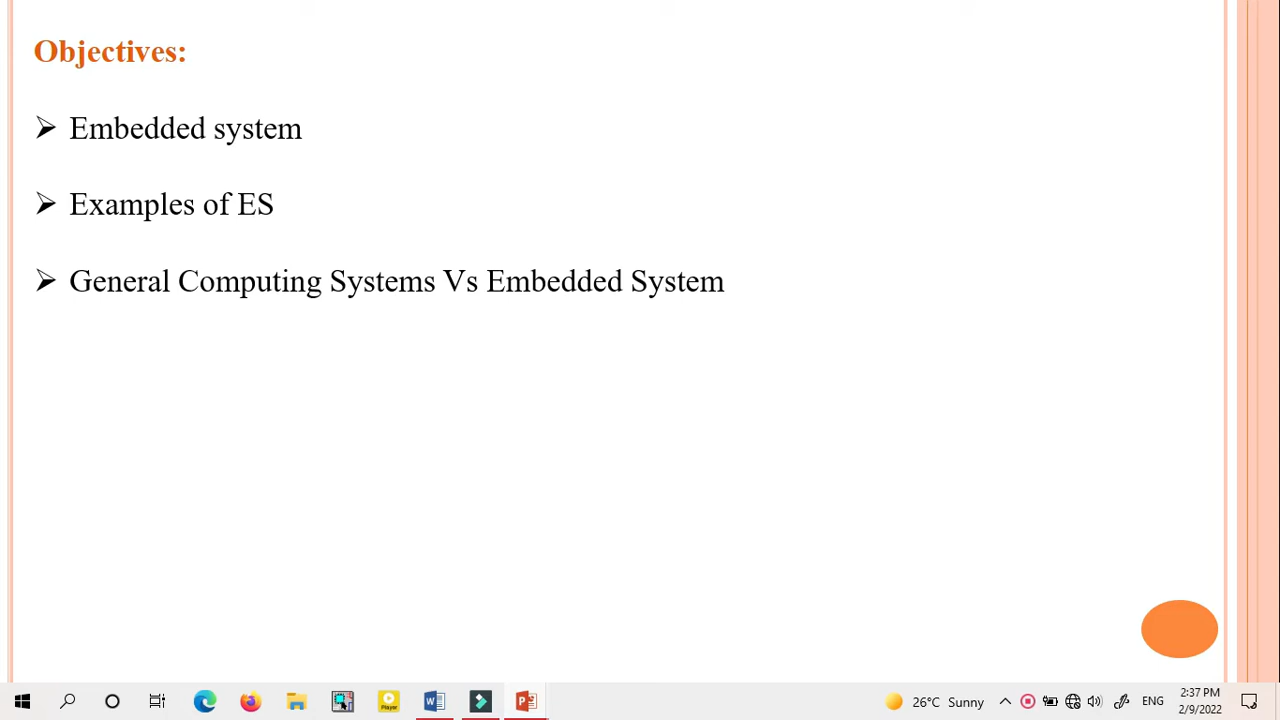 Objectives:
Embedded system
Examples of ES
General Computing Systems Vs Embedded System
Player
26°C Sunny
ENG
2:37 PM
2/9/2022